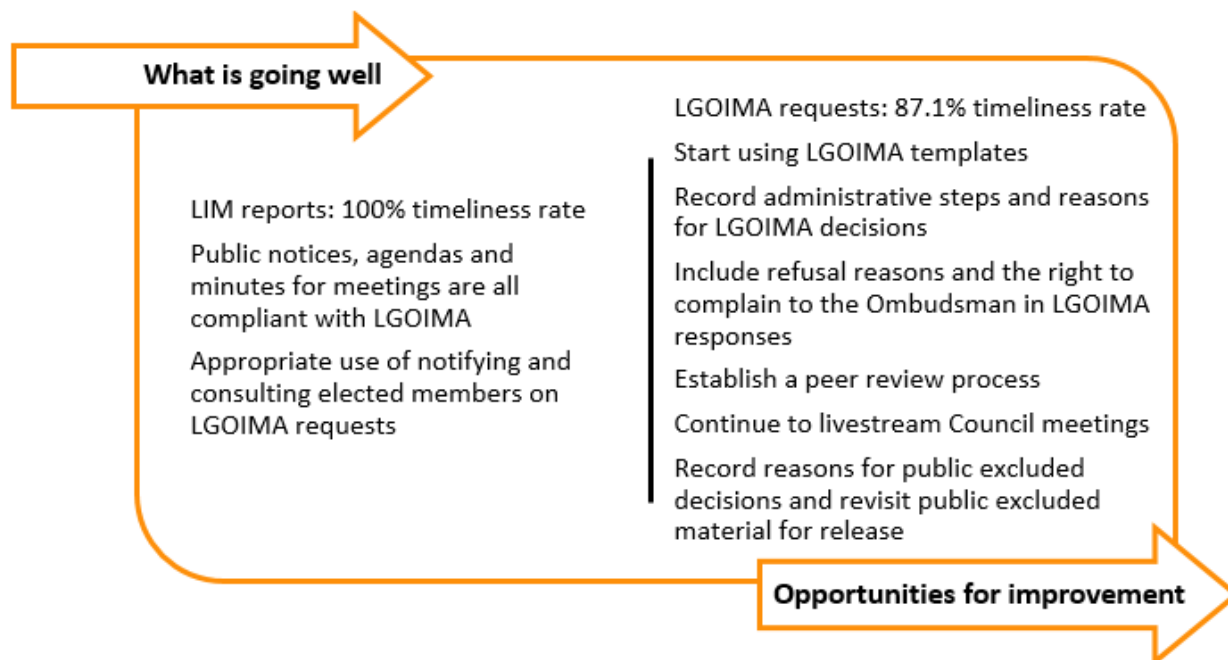 What is going well
LIM reports: 100% timeliness rate
Public notices, agendas and
minutes for meetings are all
compliant with LGOIMA
Appropriate use of notifying and
consulting elected members on
LGOIMA requests
LGOIMA requests: 87.1% timeliness rate
Start using LGOIMA templates
Record administrative steps and reasons
for LGOIMA decisions
Include refusal reasons and the right to
complain to the Ombudsman in LGOIMA
responses
Establish a peer review process
Continue to livestream Council meetings
Record reasons for public excluded
decisions and revisit public excluded
material for release
Opportunities for improvement